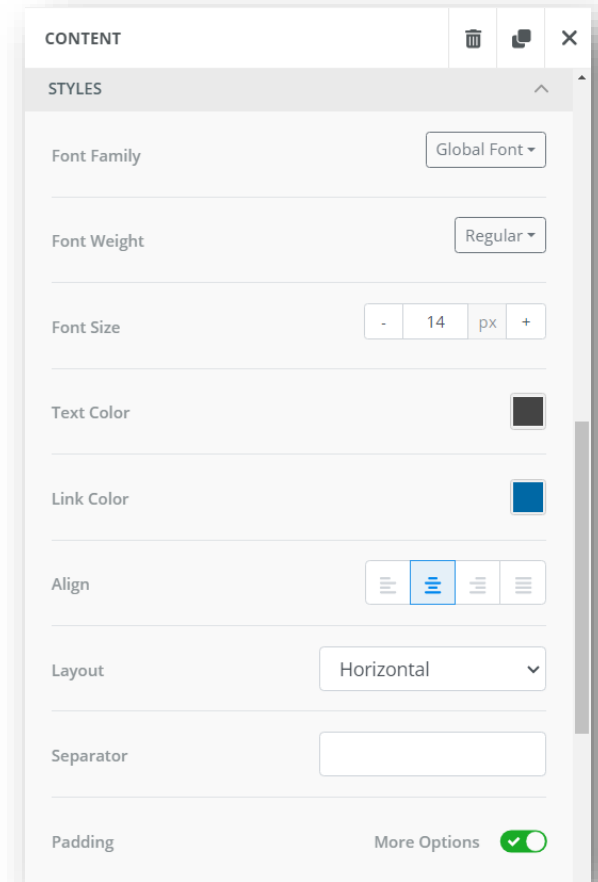 CONTENT
STYLES
Font Family Global Font
Font Weight Regular
Font Size - 14 px +
Text Color
Link Color
Align
Layout Horizontal
Separator
Padding More Options